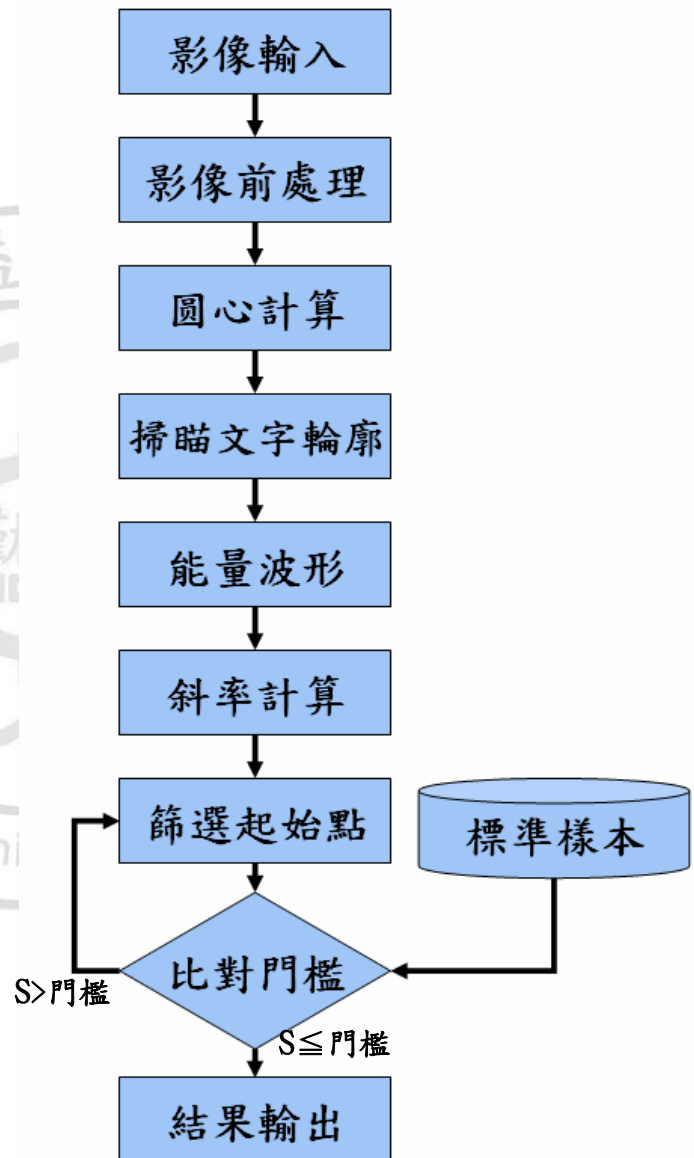 影像輸入
影像前處理
圆心計算
掃瞄文字輪廓
能量波形
斜率計算
篩選起始點
標準樣本
比對門檻
S>門檻
S≦門檻
結果輸出